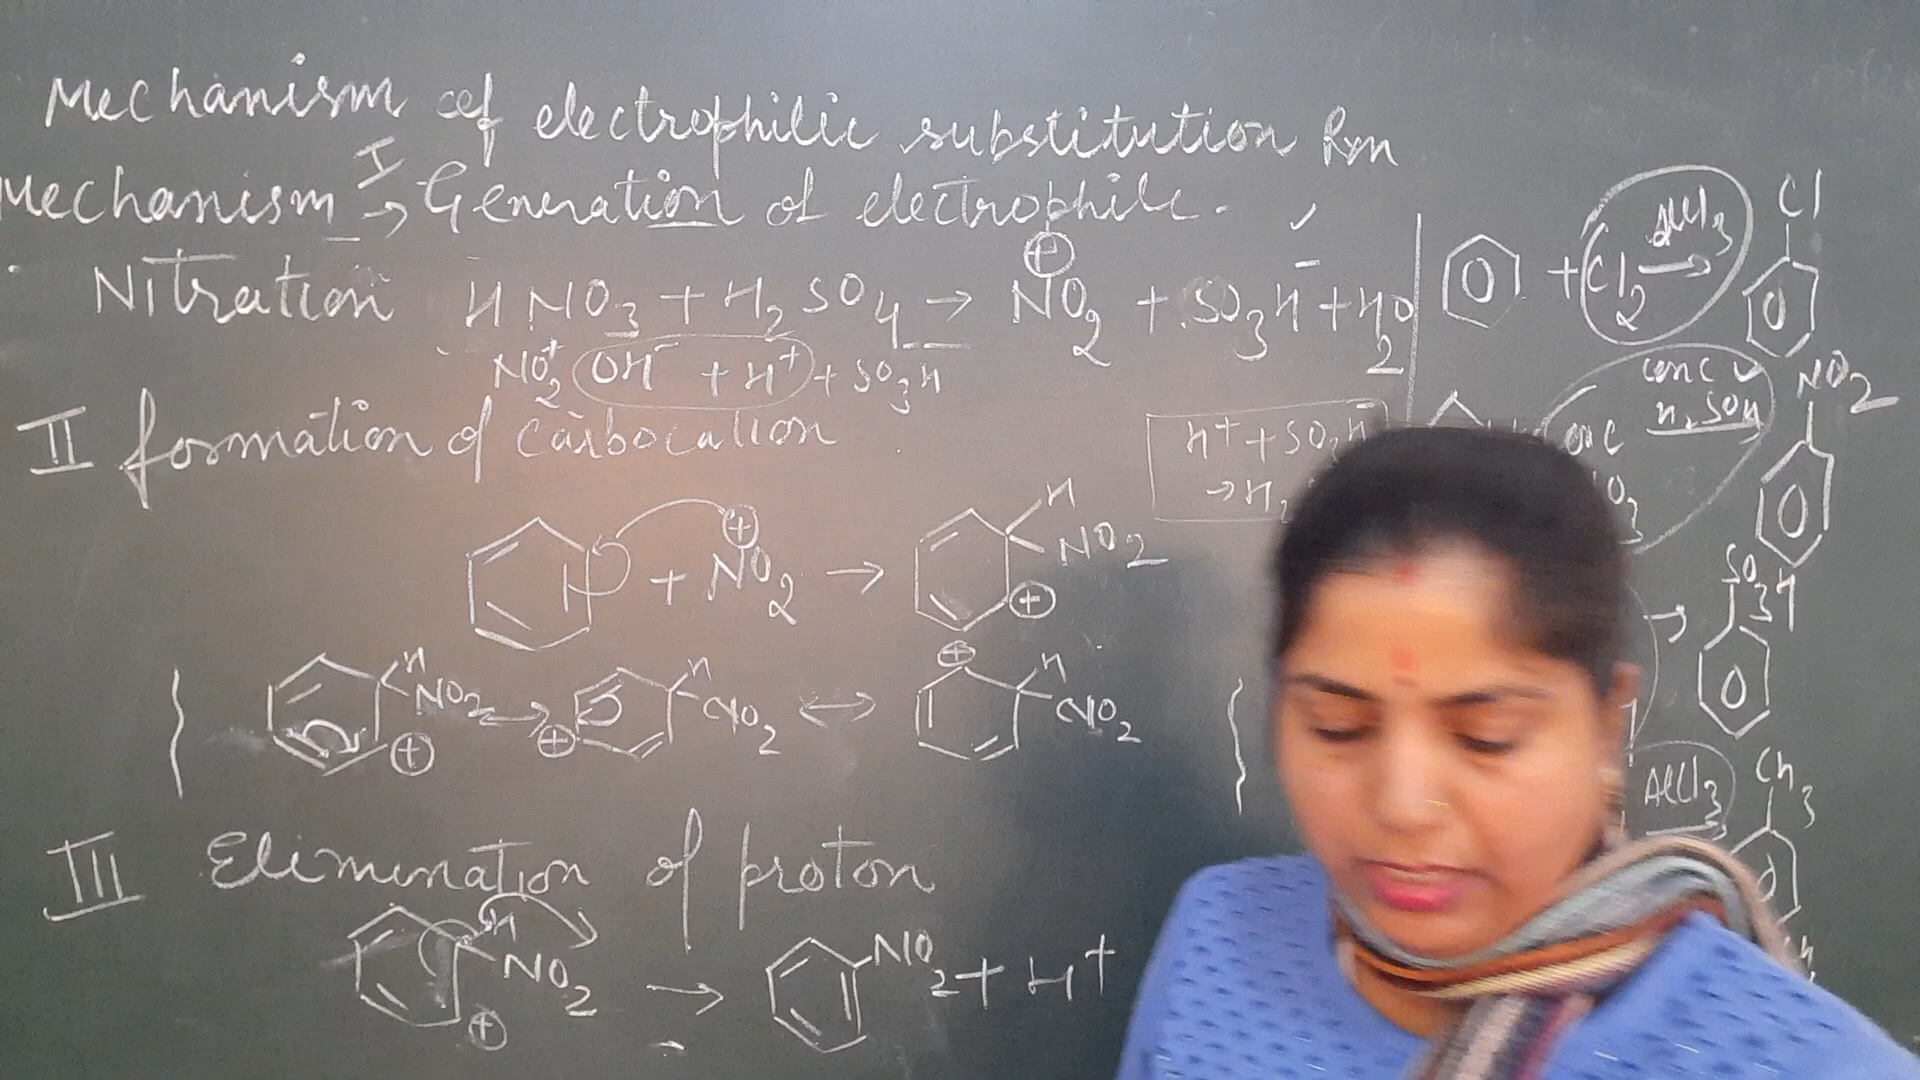 Mechanism of electrophilic substitution Rxn
Mechanism I → Generation of electrophile.
Nitration HNO3 + H2SO4 → ⊕NO2 + SO3H⁻ + H2O
NO2⁺ OH⁻ + H⁺ + SO3H
II formation of carbocation
+ ⊕NO2 → H NO2 ⊕
H NO2 ⊕ ↔ ⊕ H NO2 ↔ ⊕ H NO2
III Elimination of proton
H NO2 ⊕ → NO2 + H⁺
+ Cl2 AlCl3 → Cl
conc H2SO4
NO2
conc
H⁺ + SO3H⁻
→ H2
→ SO3H
AlCl3 CH3